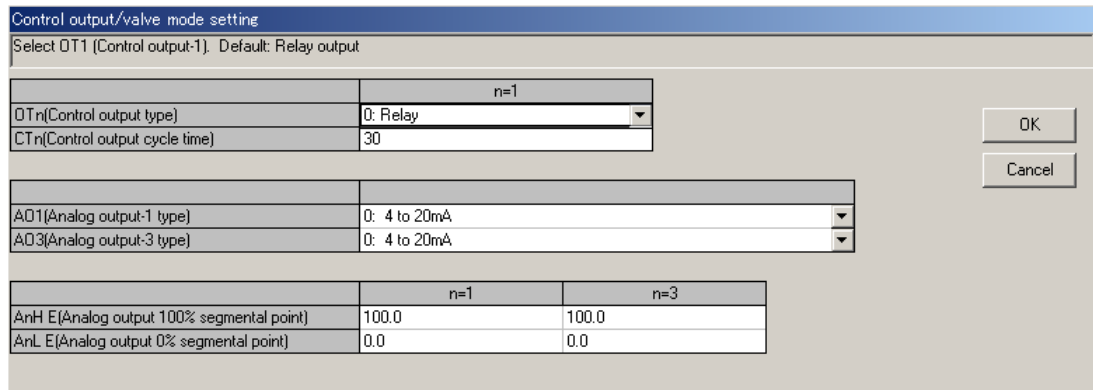 Control output/valve mode setting
Select OT1 (Control output-1). Default: Relay output
n=1
OTn(Control output type) 0: Relay
CTn(Control output cycle time) 30
OK
Cancel
AO1(Analog output-1 type) 0: 4 to 20mA
AO3(Analog output-3 type) 0: 4 to 20mA
n=1 n=3
AnH E(Analog output 100% segmental point) 100.0 100.0
AnL E(Analog output 0% segmental point) 0.0 0.0